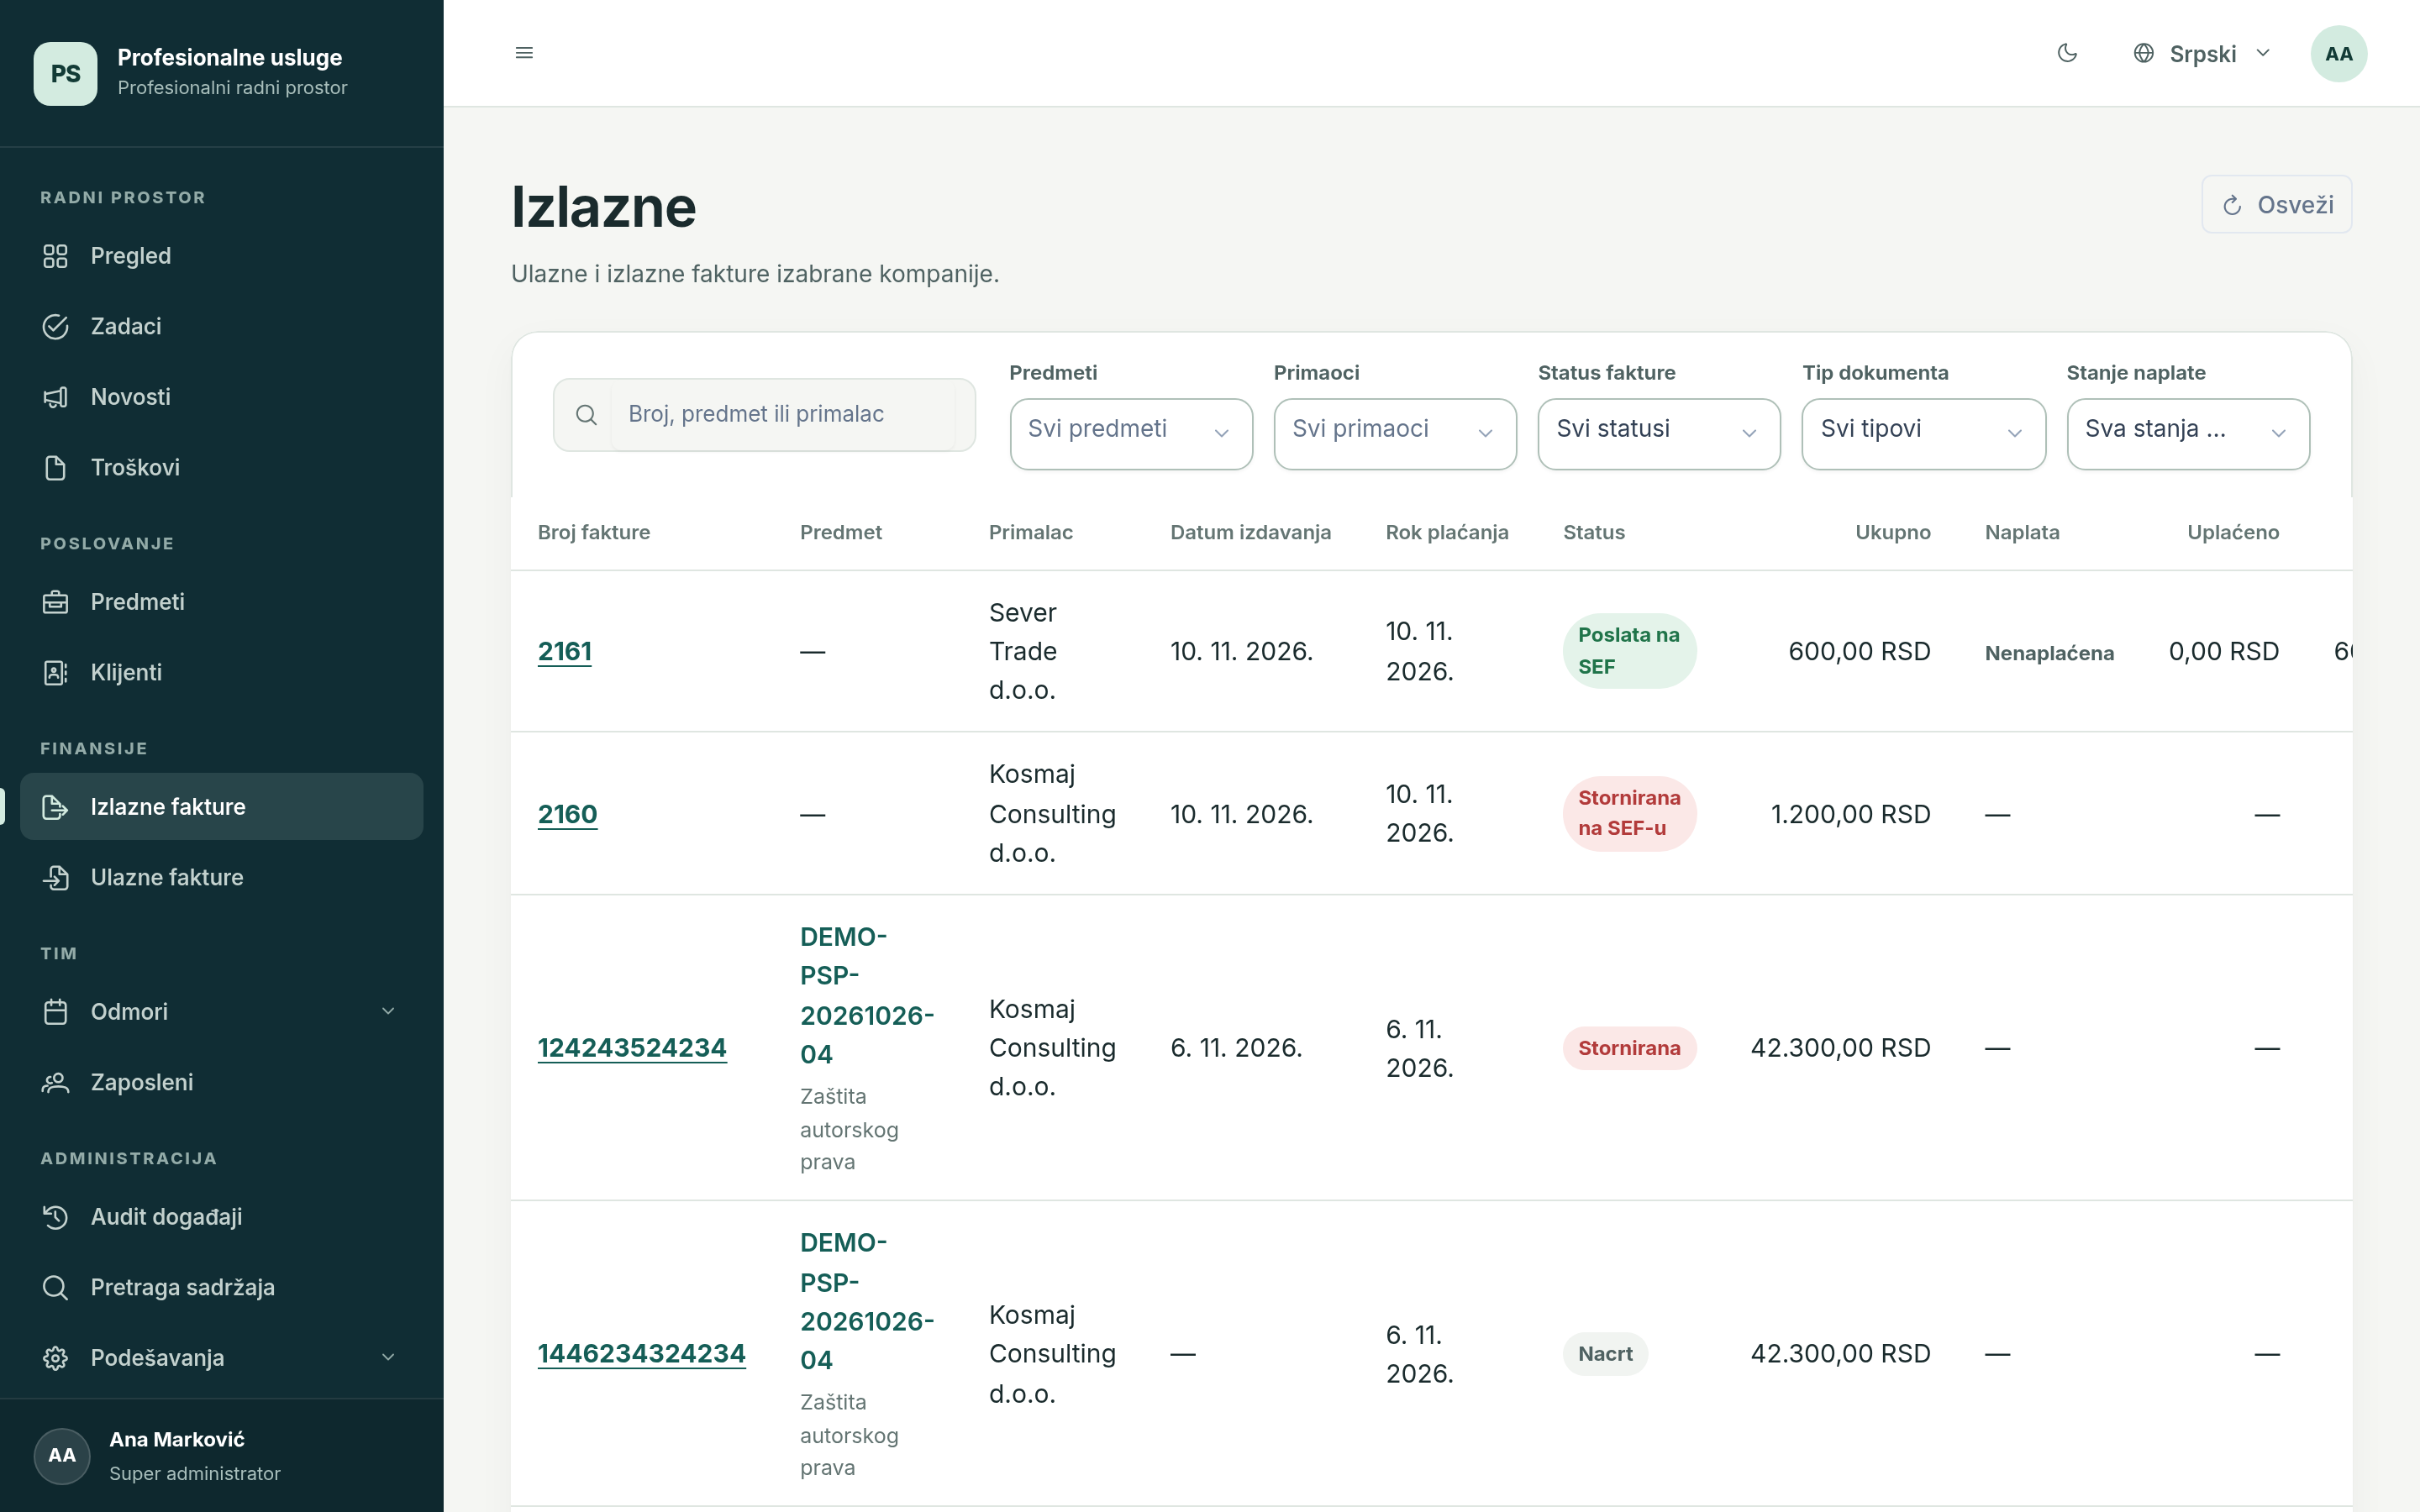 PS
Profesionalne usluge
Profesionalni radni prostor
RADNI PROSTOR
Pregled
Zadaci
Novosti
Troškovi
POSLOVANJE
Predmeti
Klijenti
FINANSIJE
Izlazne fakture
Ulazne fakture
TIM
Odmori
Zaposleni
ADMINISTRACIJA
Audit događaji
Pretraga sadržaja
Podešavanja
AA
Ana Marković
Super administrator
Srpski
AA
Izlazne
Osveži
Ulazne i izlazne fakture izabrane kompanije.
Broj, predmet ili primalac
Predmeti
Svi predmeti
Primaoci
Svi primaoci
Status fakture
Svi statusi
Tip dokumenta
Svi tipovi
Stanje naplate
Sva stanja ...
Broj fakture Predmet Primalac Datum izdavanja Rok plaćanja Status Ukupno Naplata Uplaćeno
2161
—
Sever
Trade
d.o.o.
10. 11. 2026.
10. 11.
2026.
Poslata na
SEF
600,00 RSD
Nenaplaćena
0,00 RSD
2160
—
Kosmaj
Consulting
d.o.o.
10. 11. 2026.
10. 11.
2026.
Stornirana
na SEF-u
1.200,00 RSD
—
—
124243524234
DEMO-
PSP-
20261026-
04
Zaštita
autorskog
prava
Kosmaj
Consulting
d.o.o.
6. 11. 2026.
6. 11.
2026.
Stornirana
42.300,00 RSD
—
—
1446234324234
DEMO-
PSP-
20261026-
04
Zaštita
autorskog
prava
Kosmaj
Consulting
d.o.o.
—
6. 11.
2026.
Nacrt
42.300,00 RSD
—
—